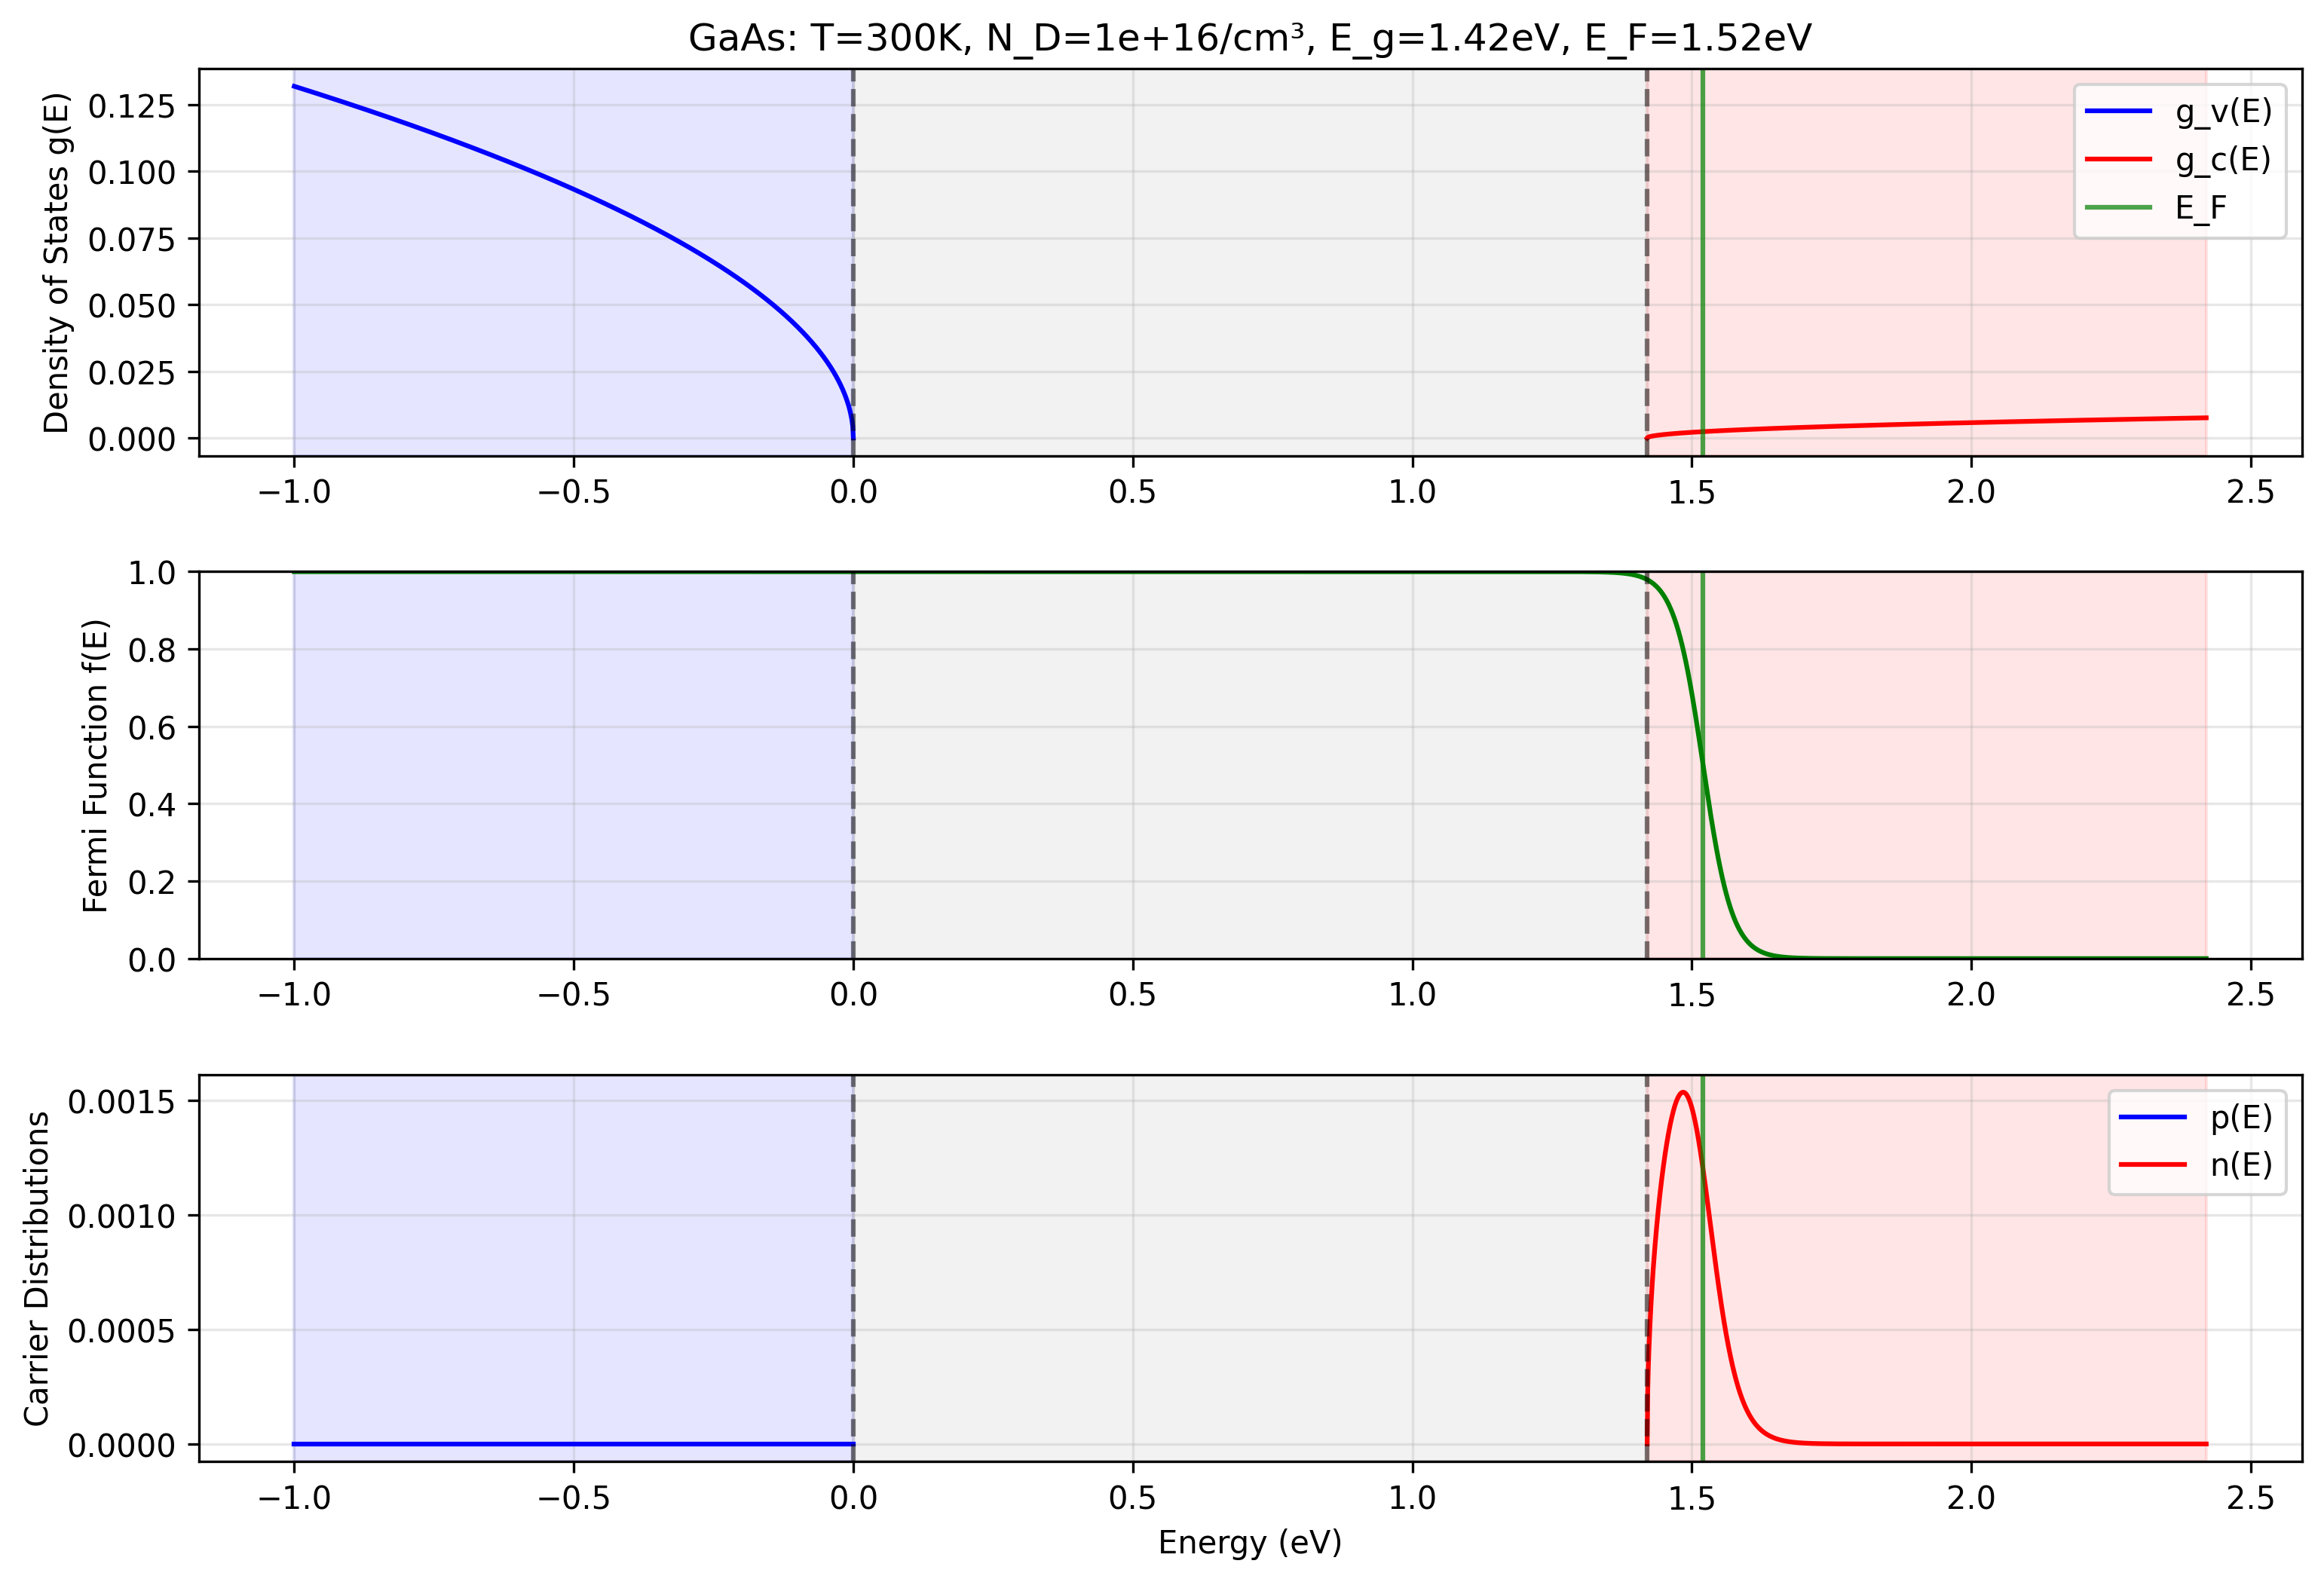 GaAs: T=300K, N_D=1e+16/cm³, E_g=1.42eV, E_F=1.52eV
Density of States g(E)
0.125
0.100
0.075
0.050
0.025
0.000
g_v(E)
g_c(E)
E_F
−1.0 −0.5 0.0 0.5 1.0 1.5 2.0 2.5
Fermi Function f(E)
1.0
0.8
0.6
0.4
0.2
0.0
−1.0 −0.5 0.0 0.5 1.0 1.5 2.0 2.5
Carrier Distributions
0.0015
0.0010
0.0005
0.0000
p(E)
n(E)
−1.0 −0.5 0.0 0.5 1.0 1.5 2.0 2.5
Energy (eV)